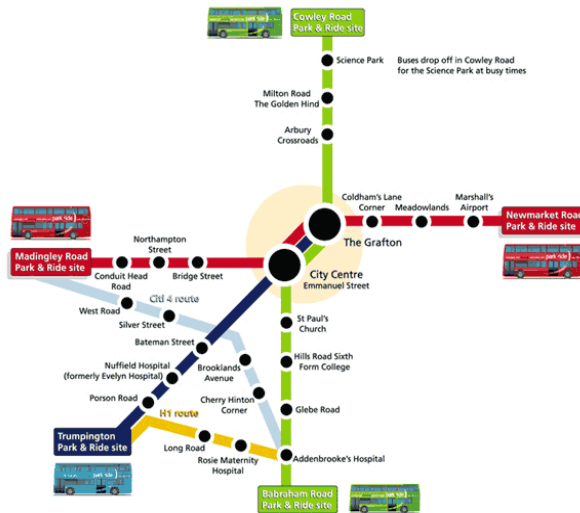 Cowley Road
Park & Ride site
Science Park
Buses drop off in Cowley Road
for the Science Park at busy times
Milton Road
The Golden Hind
Arbury
Crossroads
Coldham's Lane
Corner
Meadowlands
Marshall's
Airport
Newmarket Road
Park & Ride site
The Grafton
Madingley Road
Park & Ride site
Northampton
Street
Conduit Head
Road
Bridge Street
City Centre
Emmanuel Street
Citi 4 route
West Road
Silver Street
St Paul's
Church
Bateman Street
Nuffield Hospital
(formerly Evelyn Hospital)
Brooklands
Avenue
Hills Road Sixth
Form College
Porson Road
Cherry Hinton
Corner
Glebe Road
H1 route
Trumpington
Park & Ride site
Long Road
Rosie Maternity
Hospital
Addenbrooke's Hospital
Babraham Road
Park & Ride site